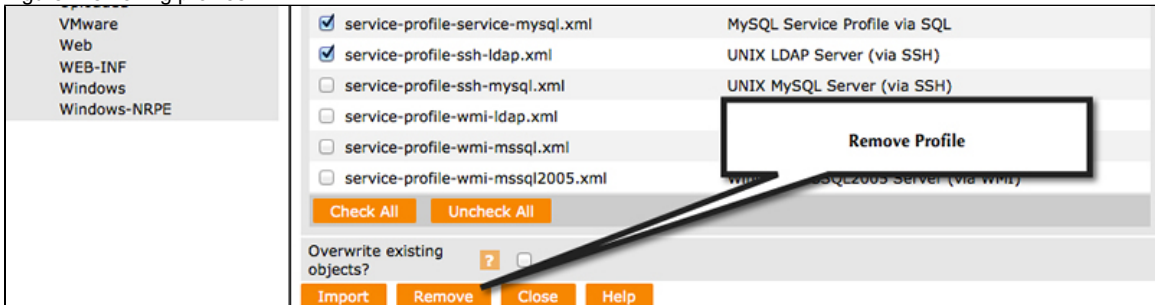 VMware
Web
WEB-INF
Windows
Windows-NRPE
service-profile-service-mysql.xml MySQL Service Profile via SQL
service-profile-ssh-ldap.xml UNIX LDAP Server (via SSH)
service-profile-ssh-mysql.xml UNIX MySQL Server (via SSH)
service-profile-wmi-ldap.xml
service-profile-wmi-mssql.xml
Remove Profile
service-profile-wmi-mssql2005.xml Server (via WMI)
Check All Uncheck All
Overwrite existing
objects? ?
Import Remove Close Help